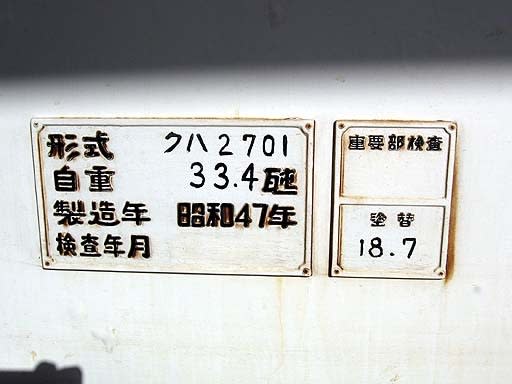 形式 クハ2701
自重 33.4瓲
製造年 昭和47年
検査年月
重要部検査
塗替
18.7